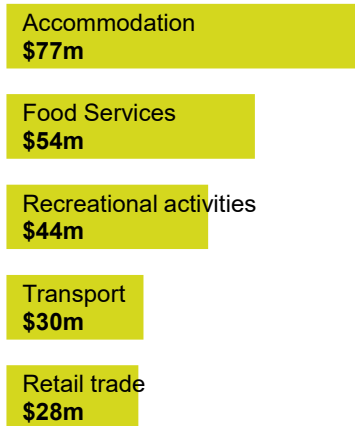 Accommodation
$77m
Food Services
$54m
Recreational activities
$44m
Transport
$30m
Retail trade
$28m